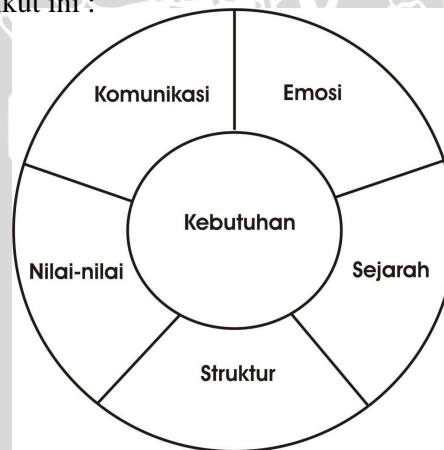 kut ini :
Komunikasi
Emosi
Kebutuhan
Nilai-nilai
Sejarah
Struktur